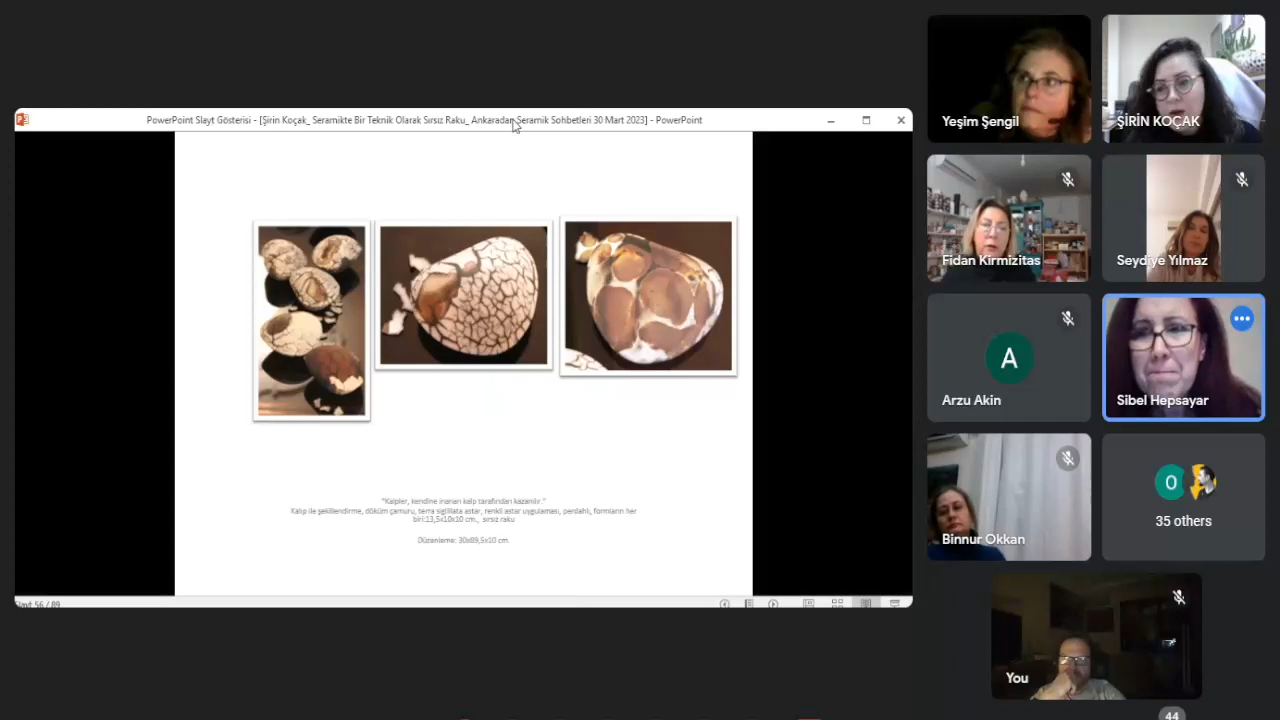 PowerPoint Slayt Gösterisi - [Şirin Koçak_ Seramikte Bir Teknik Olarak Sırsız Raku_ Ankaradan Seramik Sohbetleri 30 Mart 2023] - PowerPoint
"Kalpler, kendine inanan kalp tarafından kazanılır."
Kalıp ile şekillendirme, döküm çamuru, terra sigillata astar, renkli astar uygulaması, perdahlı, formların her
biri:13,5x10x10 cm., sırsız raku
Düzenleme: 30x89,5x10 cm.
Slayt 56 / 89
Yeşim Şengil
ŞİRİN KOÇAK
Fidan Kirmizitas
Seydiye Yılmaz
A
Arzu Akin
Sibel Hepsayar
Binnur Okkan
O
35 others
You
44